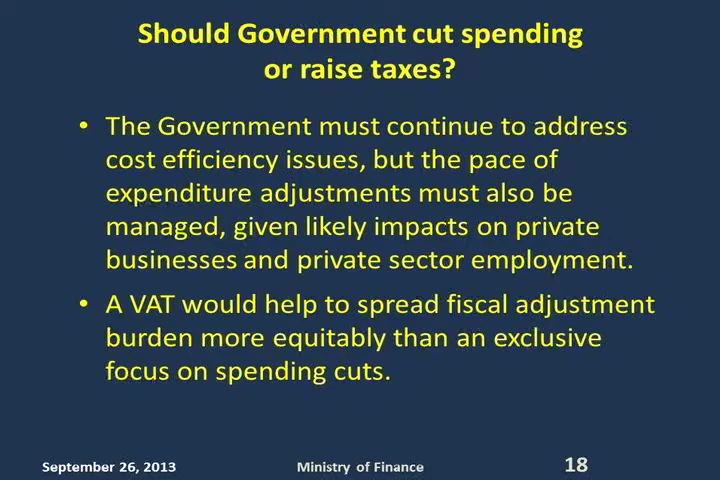 Should Government cut spending
or raise taxes?
• The Government must continue to address
cost efficiency issues, but the pace of
expenditure adjustments must also be
managed, given likely impacts on private
businesses and private sector employment.
• A VAT would help to spread fiscal adjustment
burden more equitably than an exclusive
focus on spending cuts.
September 26, 2013 Ministry of Finance 18